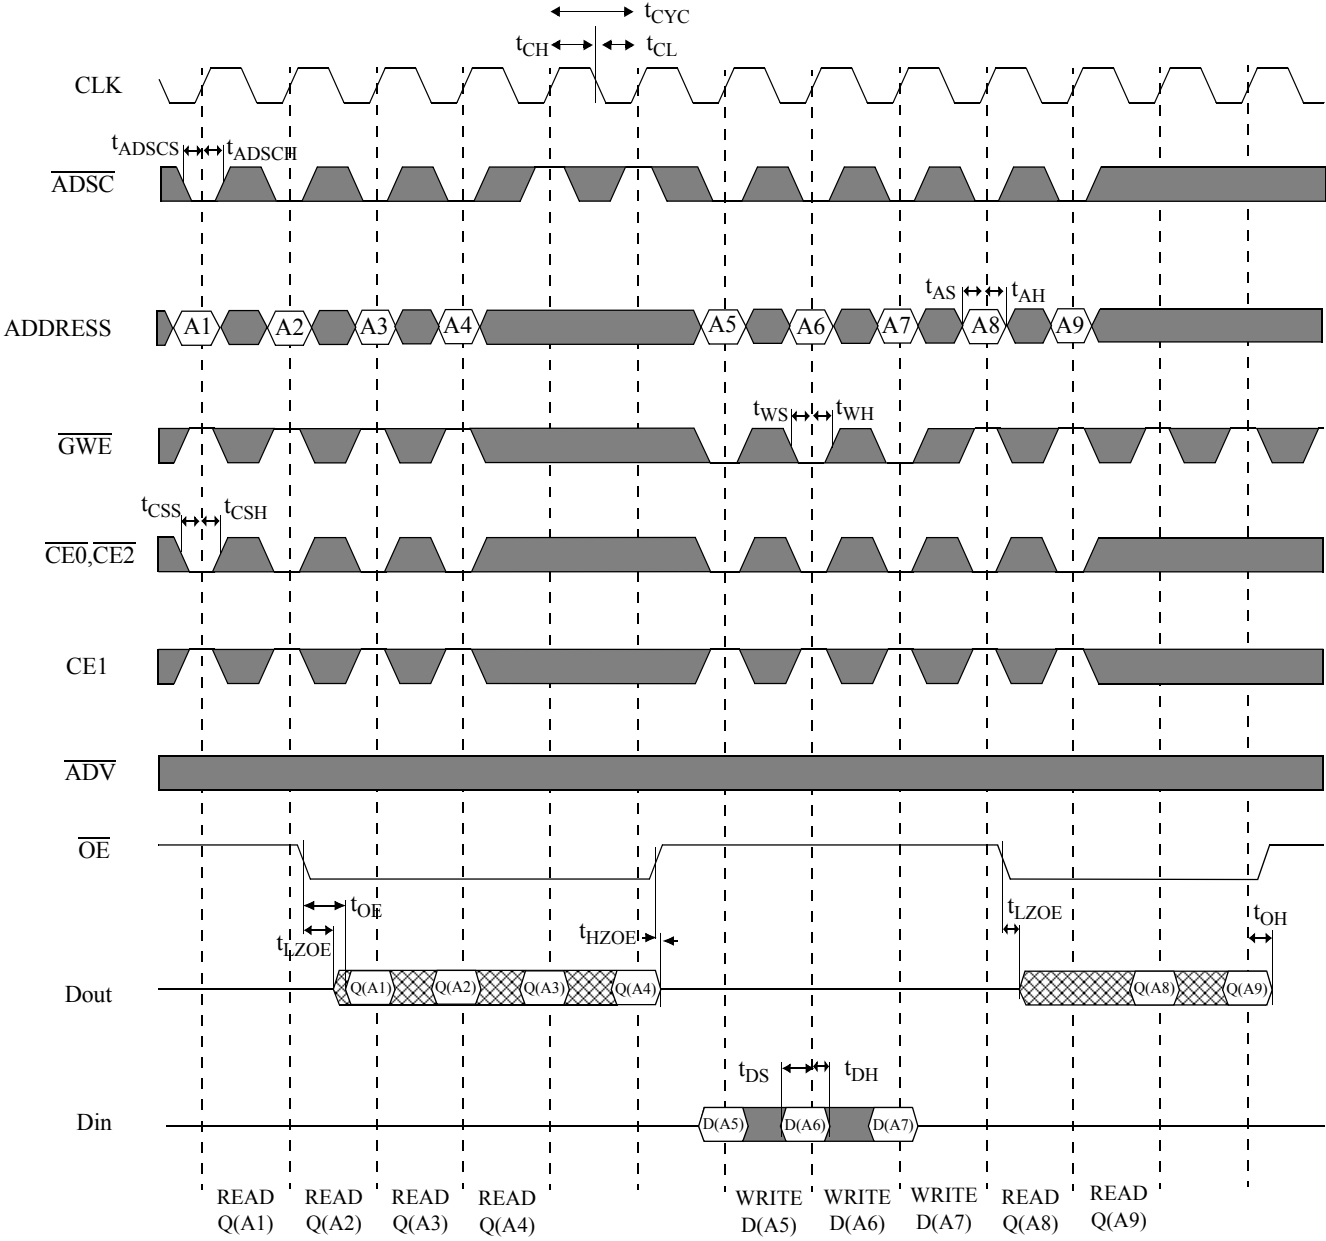 tCYC
tCH tCL
CLK
tADSCS tADSCH
ADSC
tAS tAH
ADDRESS A1 A2 A3 A4 A5 A6 A7 A8 A9
tWS tWH
GWE
tCSS tCSH
CE0,CE2
CE1
ADV
OE
tOE tLZOE tOH
tLZOE tHZOE
Dout Q(A1) Q(A2) Q(A3) Q(A4) Q(A8) Q(A9)
tDS tDH
Din D(A5) D(A6) D(A7)
READ READ READ READ WRITE WRITE WRITE READ READ
Q(A1) Q(A2) Q(A3) Q(A4) D(A5) D(A6) D(A7) Q(A8) Q(A9)